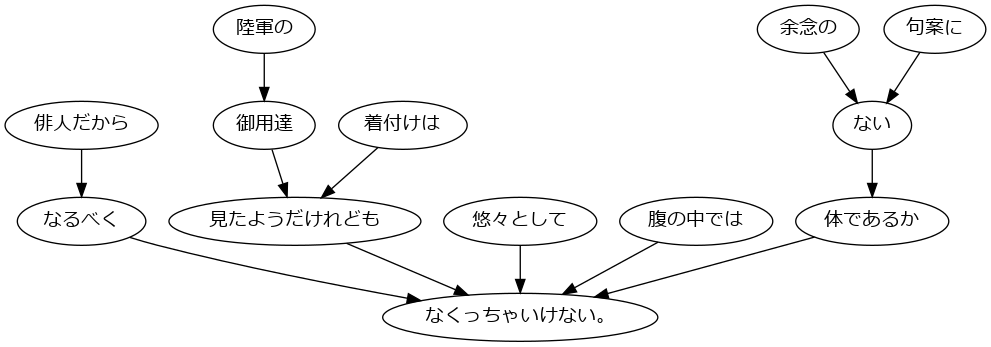 陸軍の
余念の
句案に
俳人だから
御用達
着付けは
ない
なるべく
見たようだけれども
悠々として
腹の中では
体であるか
なくっちゃいけない。